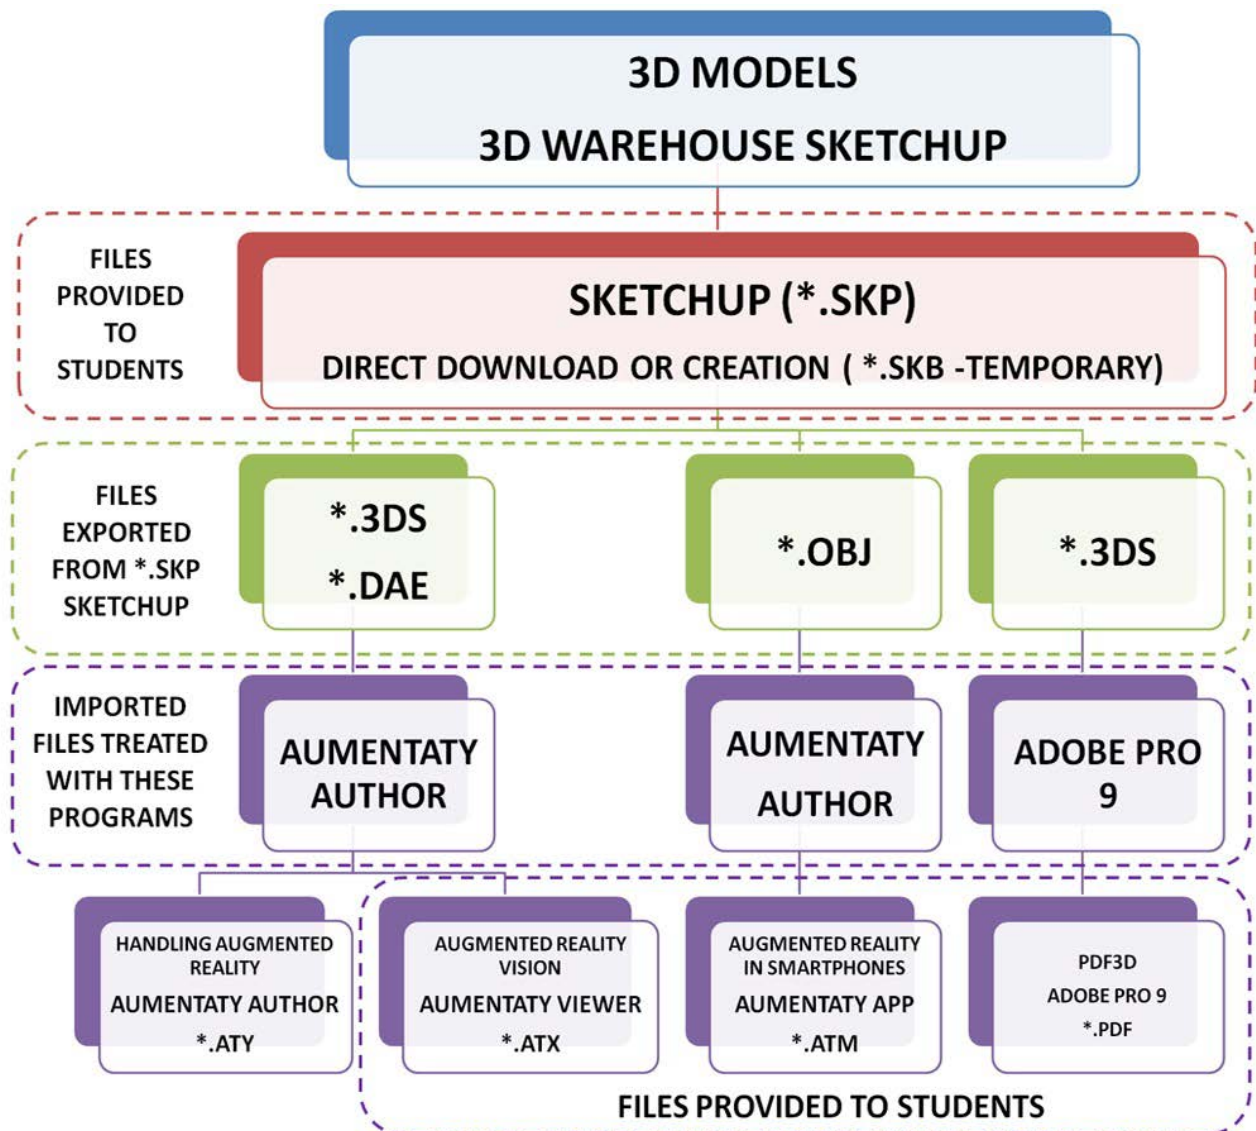 3D MODELS
3D WAREHOUSE SKETCHUP
FILES
PROVIDED
TO
STUDENTS
SKETCHUP (*.SKP)
DIRECT DOWNLOAD OR CREATION ( *.SKB -TEMPORARY)
FILES
EXPORTED
FROM *.SKP
SKETCHUP
*.3DS
*.DAE
*.OBJ
*.3DS
IMPORTED
FILES TREATED
WITH THESE
PROGRAMS
AUMENTATY
AUTHOR
AUMENTATY
AUTHOR
ADOBE PRO
9
HANDLING AUGMENTED
REALITY
AUMENTATY AUTHOR
*.ATY
AUGMENTED REALITY
VISION
AUMENTATY VIEWER
*.ATX
AUGMENTED REALITY
IN SMARTPHONES
AUMENTATY APP
*.ATM
PDF3D
ADOBE PRO 9
*.PDF
FILES PROVIDED TO STUDENTS